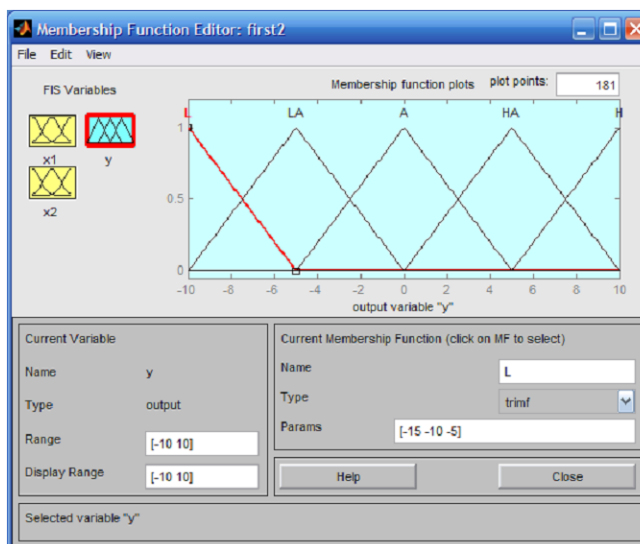 Membership Function Editor: first2
File Edit View
FIS Variables
Membership function plots plot points: 181
L LA A HA H
x1 y
x2
1
0.5
0
-10 -8 -6 -4 -2 0 2 4 6 8 10
output variable "y"
Current Variable
Name y
Type output
Range [-10 10]
Display Range [-10 10]
Current Membership Function (click on MF to select)
Name L
Type trimf
Params [-15 -10 -5]
Help Close
Selected variable "y"